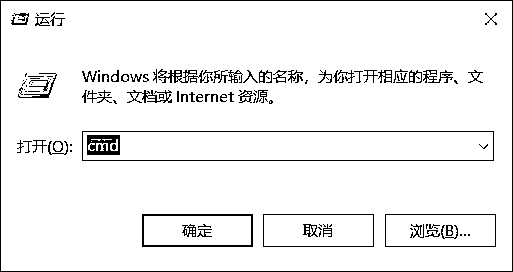 运行
Windows 将根据你所输入的名称，为你打开相应的程序、文
件夹、文档或 Internet 资源。
打开(O): cmd
确定 取消 浏览(B)...